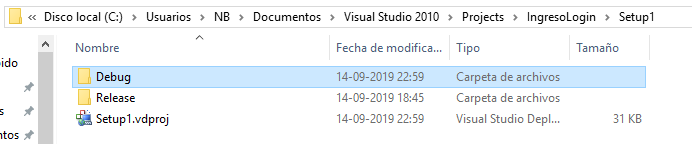 « Disco local (C:) › Usuarios › NB › Documentos › Visual Studio 2010 › Projects › IngresoLogin › Setup1
Nombre Fecha de modifica... Tipo Tamaño
pido
Debug 14-09-2019 22:59 Carpeta de archivos
Release 14-09-2019 18:45 Carpeta de archivos
s Setup1.vdproj 14-09-2019 22:59 Visual Studio Depl... 31 KB
entos